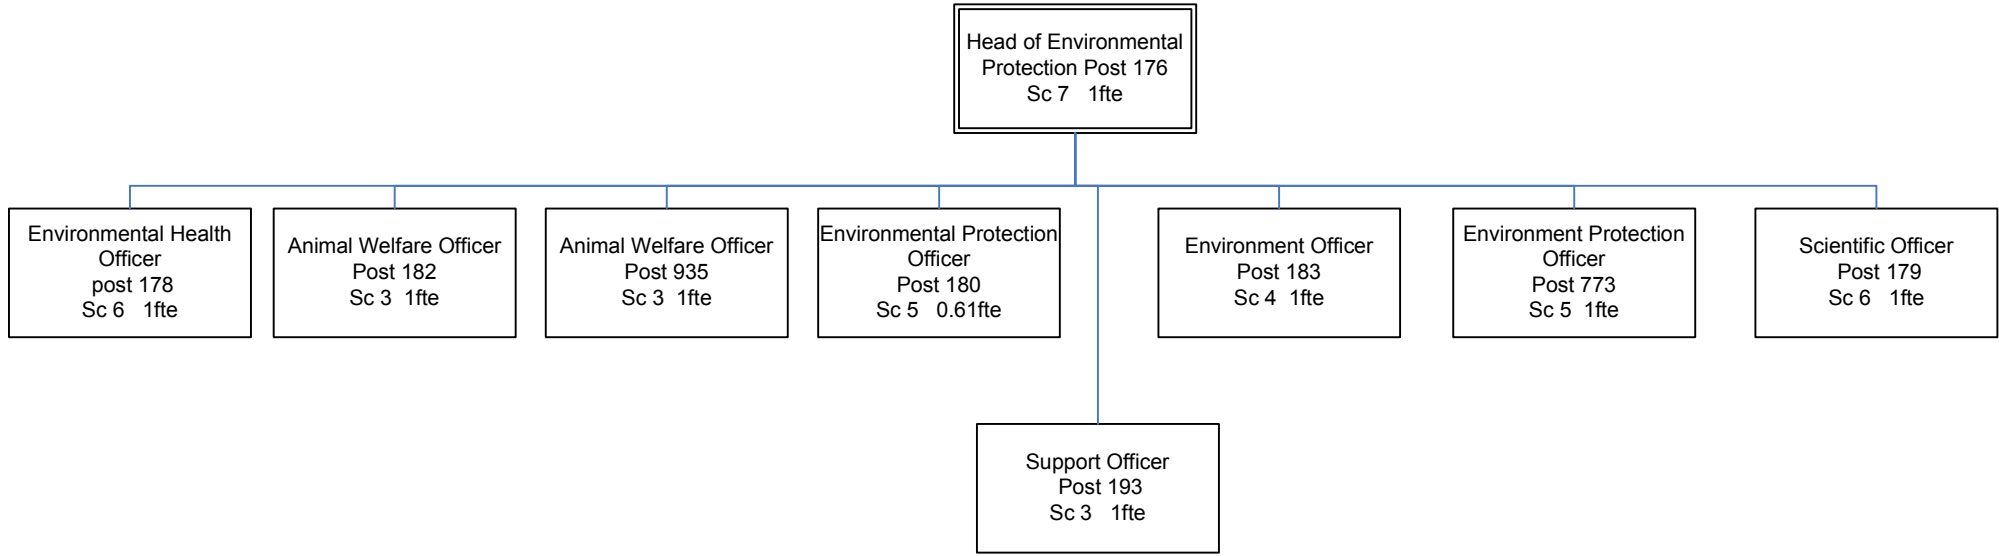 Head of Environmental
Protection Post 176
Sc 7 1fte
Environmental Health
Officer
post 178
Sc 6 1fte
Animal Welfare Officer
Post 182
Sc 3 1fte
Animal Welfare Officer
Post 935
Sc 3 1fte
Environmental Protection
Officer
Post 180
Sc 5 0.61fte
Environment Officer
Post 183
Sc 4 1fte
Environment Protection
Officer
Post 773
Sc 5 1fte
Scientific Officer
Post 179
Sc 6 1fte
Support Officer
Post 193
Sc 3 1fte